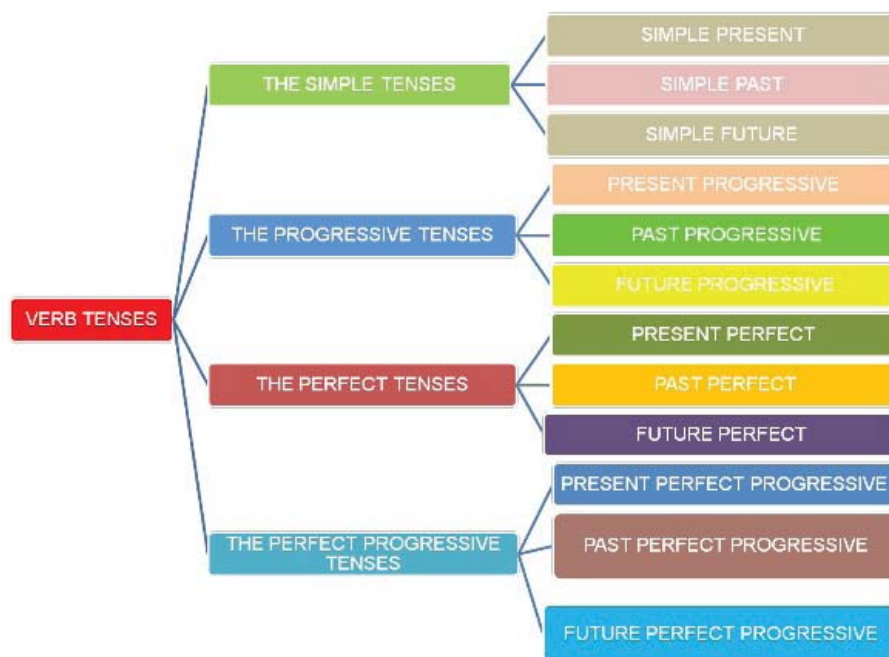 VERB TENSES
THE SIMPLE TENSES
SIMPLE PRESENT
SIMPLE PAST
SIMPLE FUTURE
THE PROGRESSIVE TENSES
PRESENT PROGRESSIVE
PAST PROGRESSIVE
FUTURE PROGRESSIVE
THE PERFECT TENSES
PRESENT PERFECT
PAST PERFECT
FUTURE PERFECT
THE PERFECT PROGRESSIVE
TENSES
PRESENT PERFECT PROGRESSIVE
PAST PERFECT PROGRESSIVE
FUTURE PERFECT PROGRESSIVE